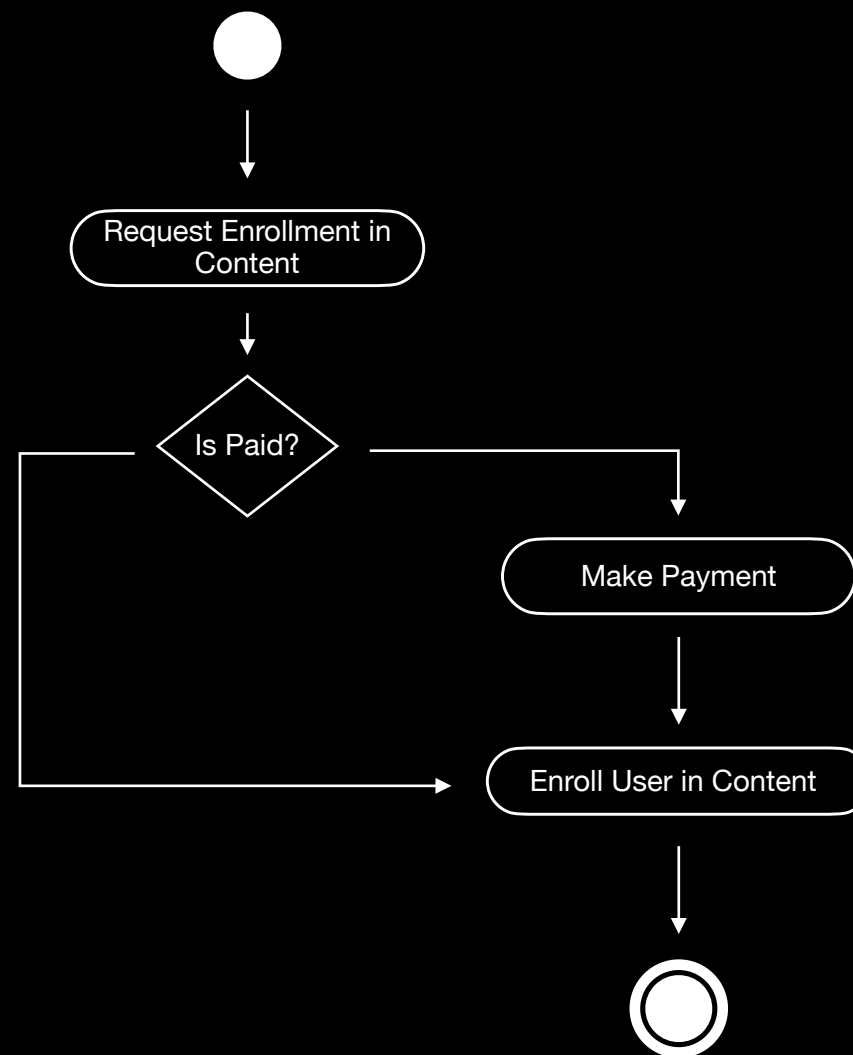 Request Enrollment in
Content
Is Paid?
Make Payment
Enroll User in Content